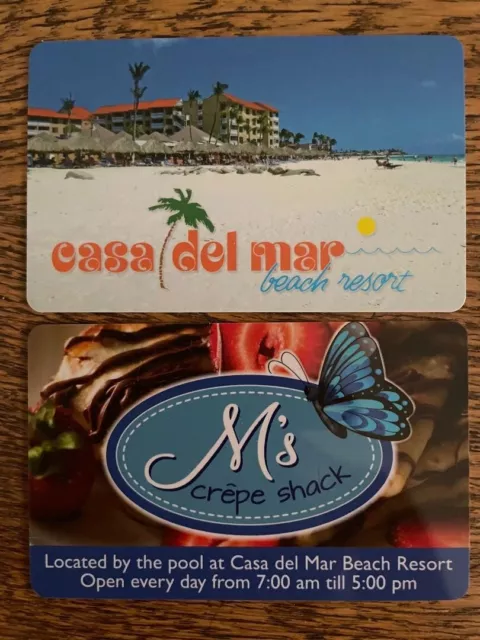 casa del mar
beach resort
M's
crêpe shack
Located by the pool at Casa del Mar Beach Resort
Open every day from 7:00 am till 5:00 pm